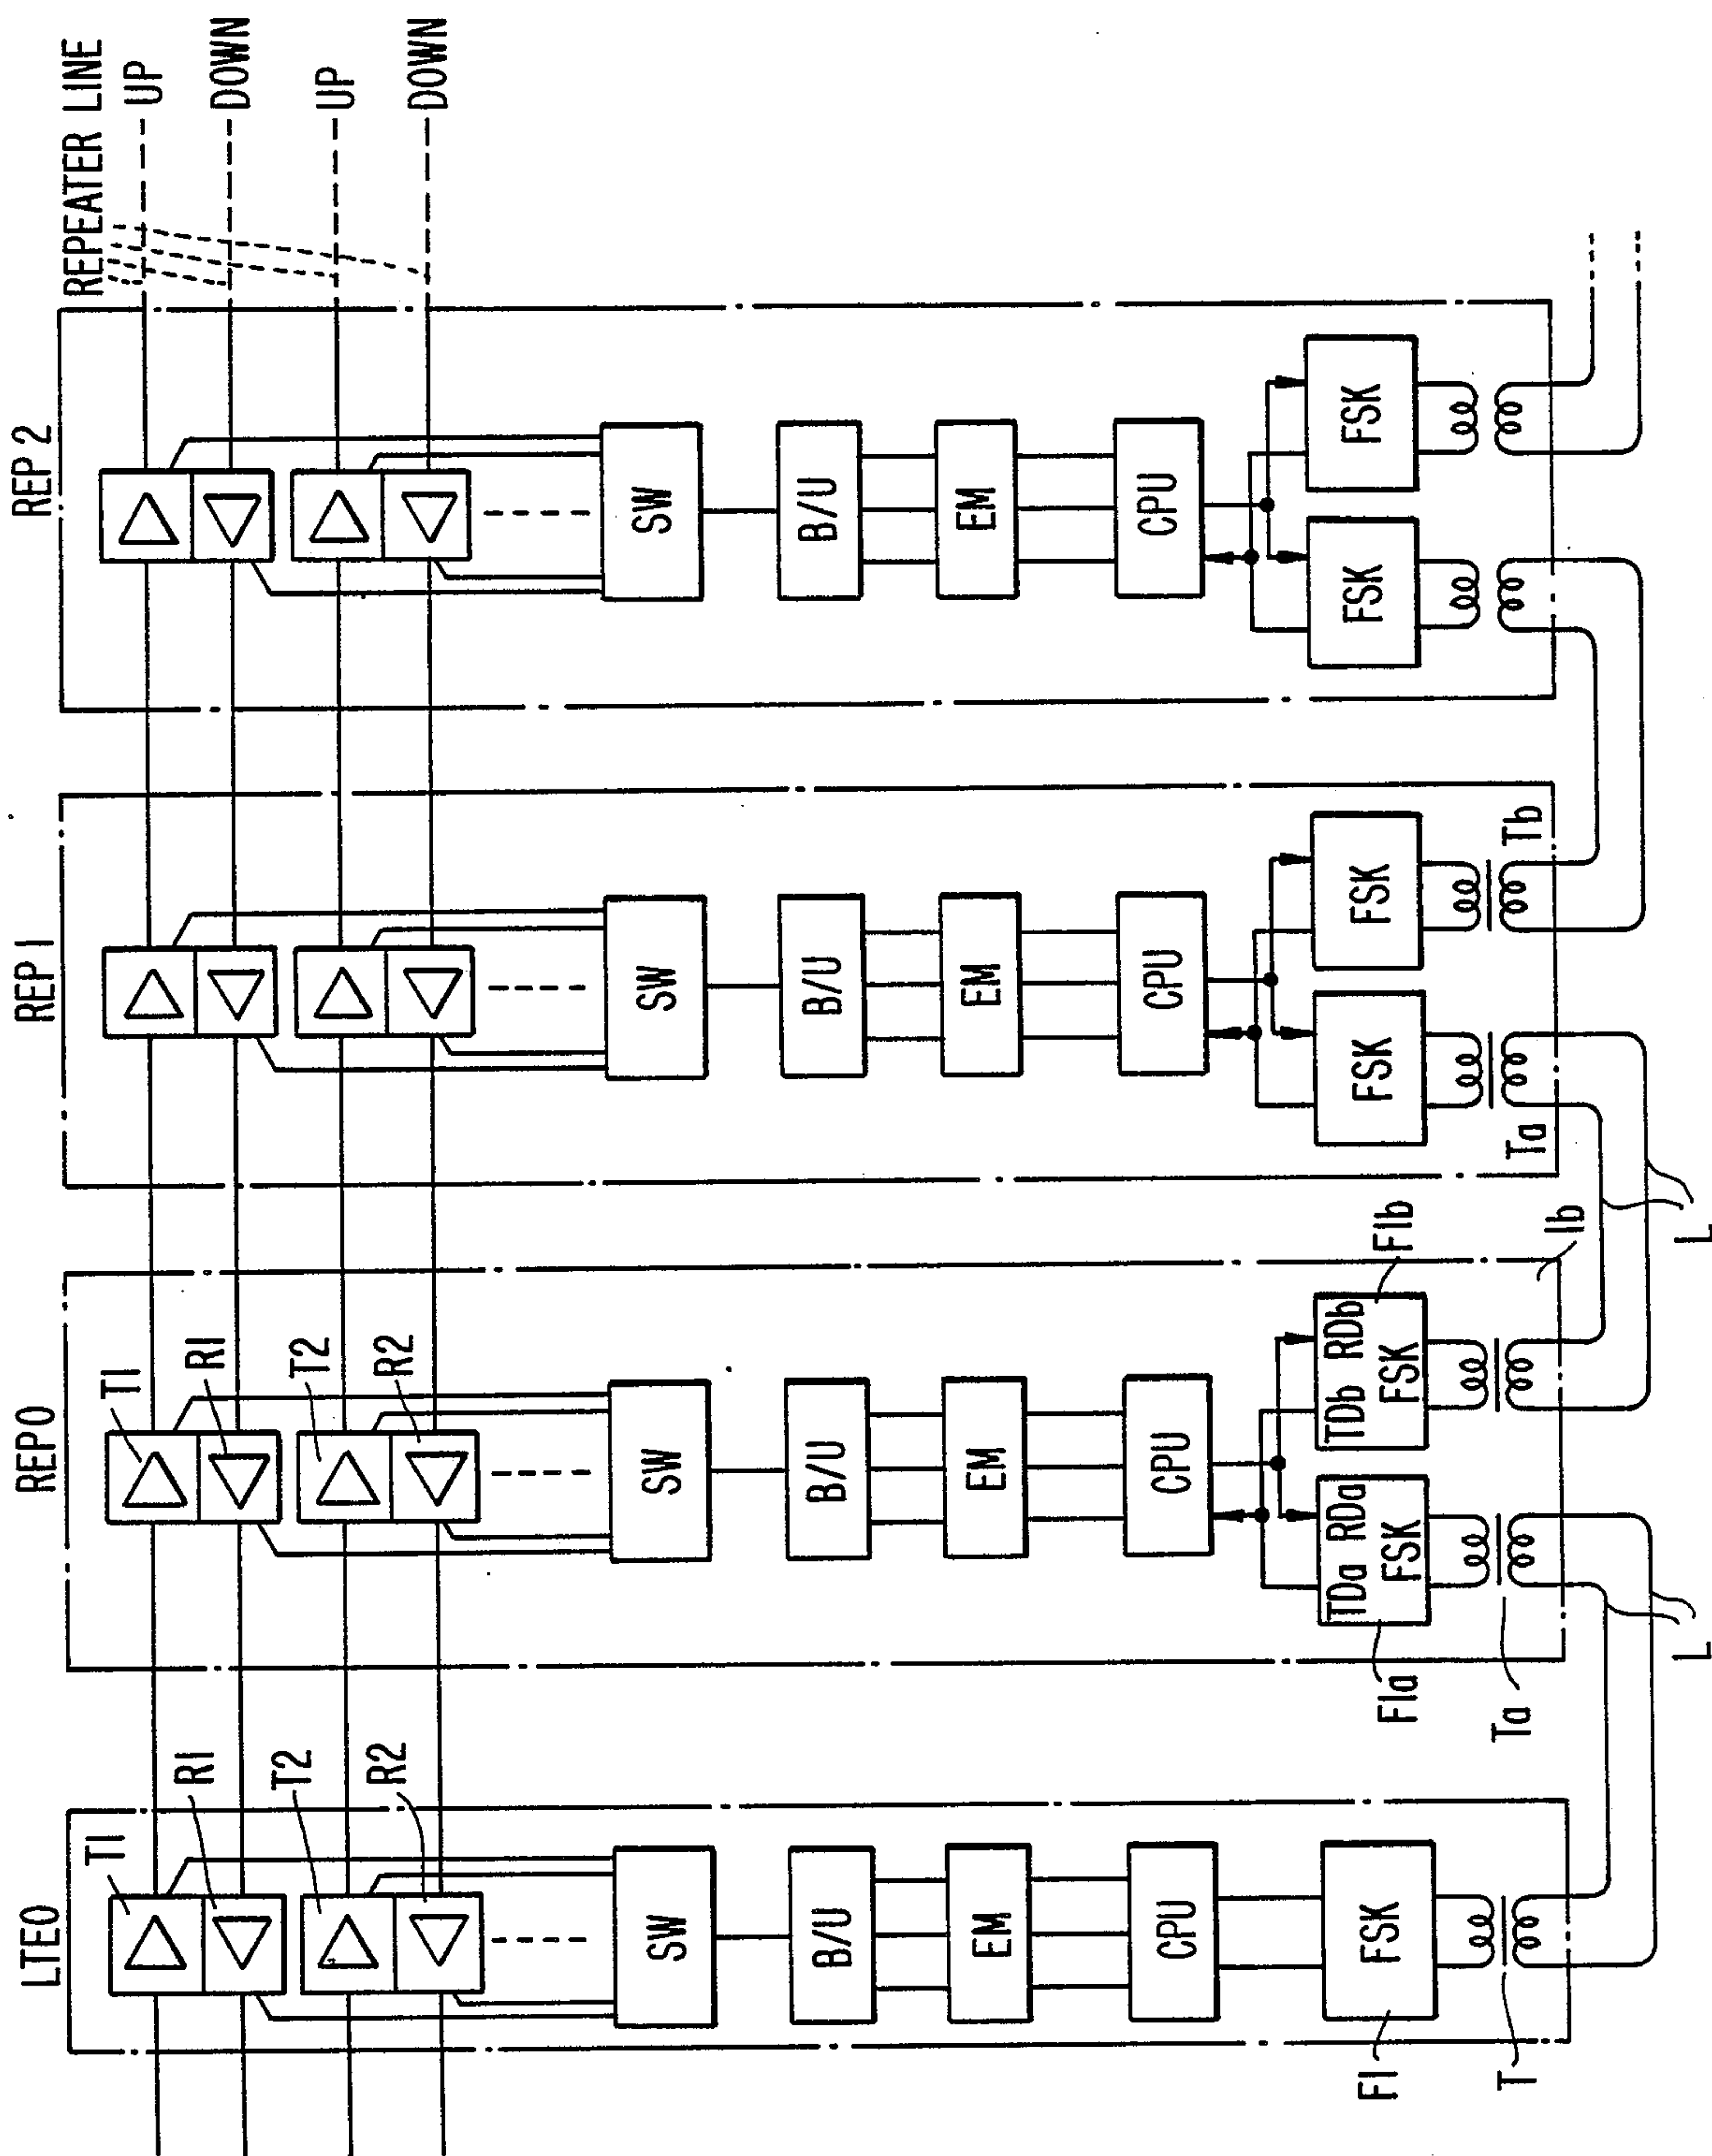 REPEATER LINE
UP
DOWN
UP
DOWN
LTE0
T1
R1
T2
R2
SW
B/U
EM
CPU
FSK
F1
T
REP 0
T1
R1
T2
R2
SW
B/U
EM
CPU
TDa RDa
FSK
TDb RDb
FSK
F1a
F1b
Ta
1b
L
REP 1
SW
B/U
EM
CPU
FSK
FSK
Ta
Tb
L
REP 2
SW
B/U
EM
CPU
FSK
FSK